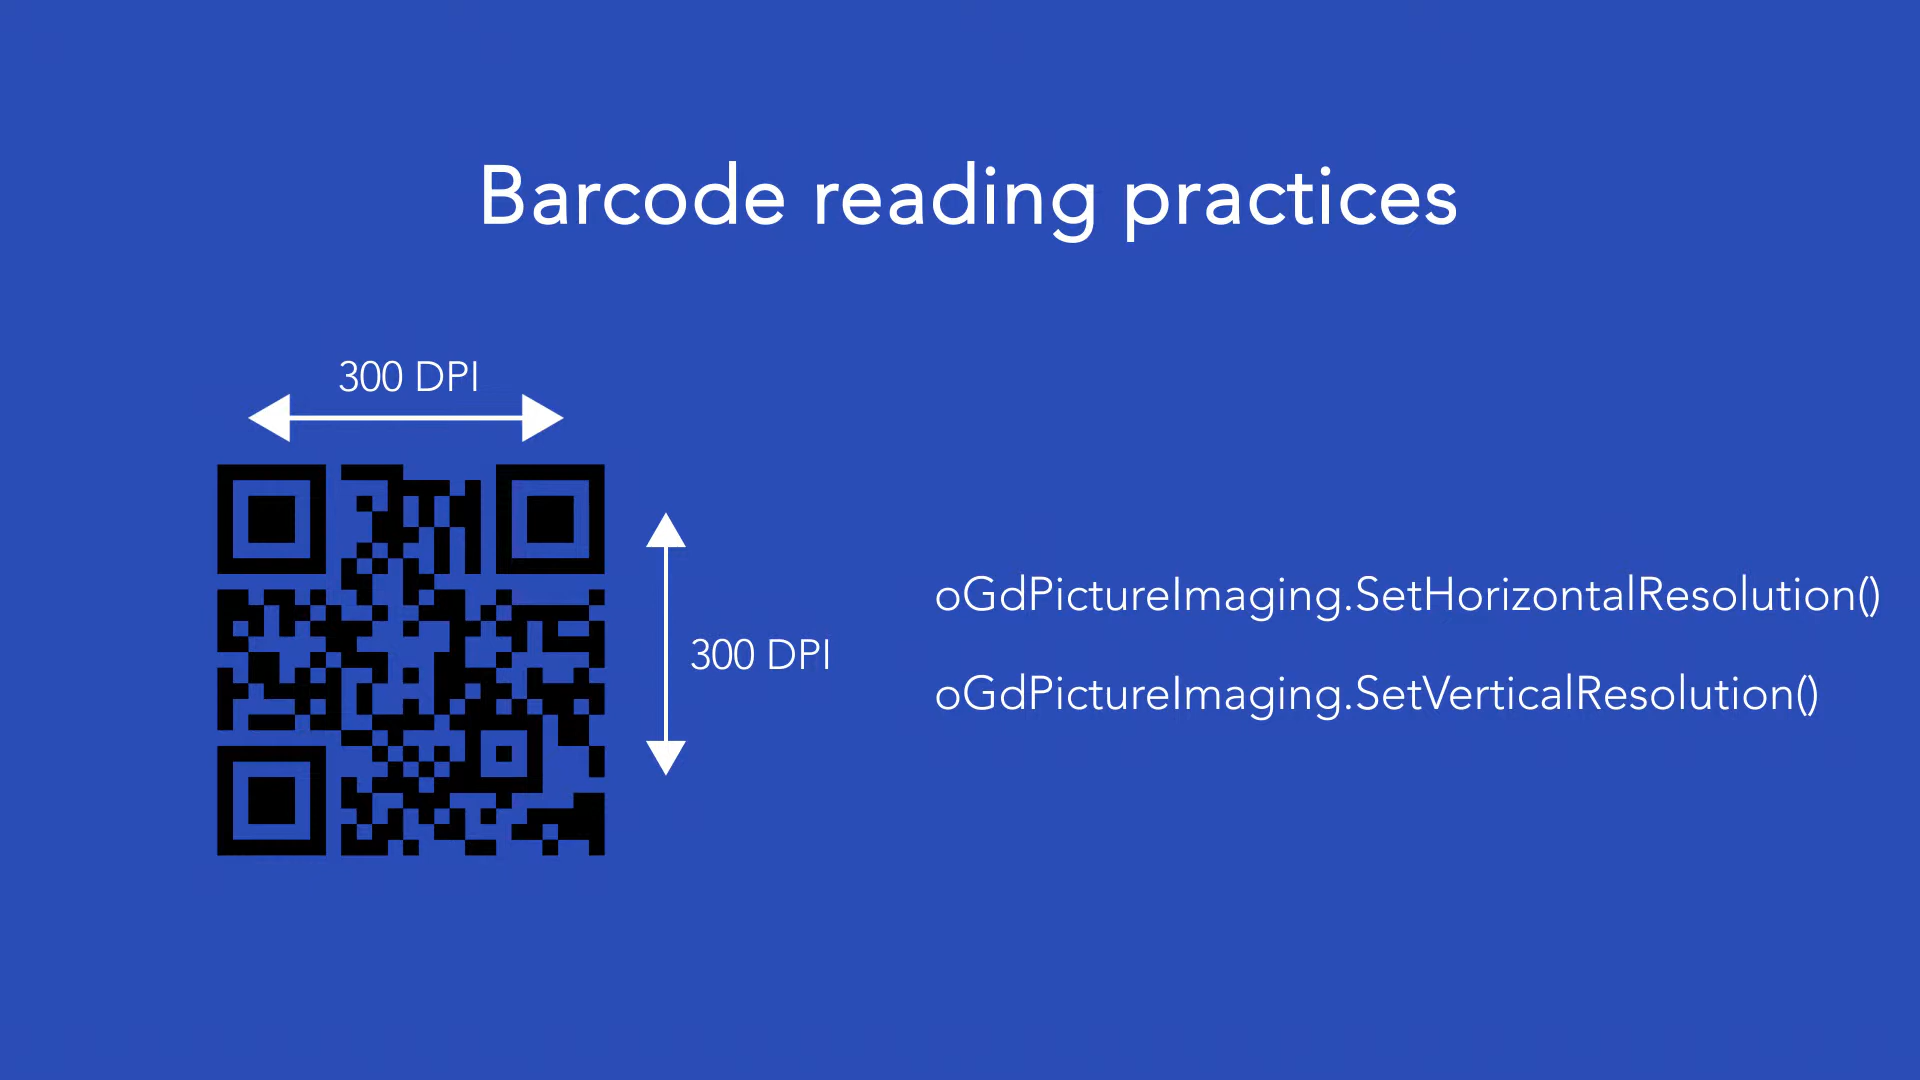 Barcode reading practices
300 DPI
300 DPI
oGdPictureImaging.SetHorizontalResolution()
oGdPictureImaging.SetVerticalResolution()